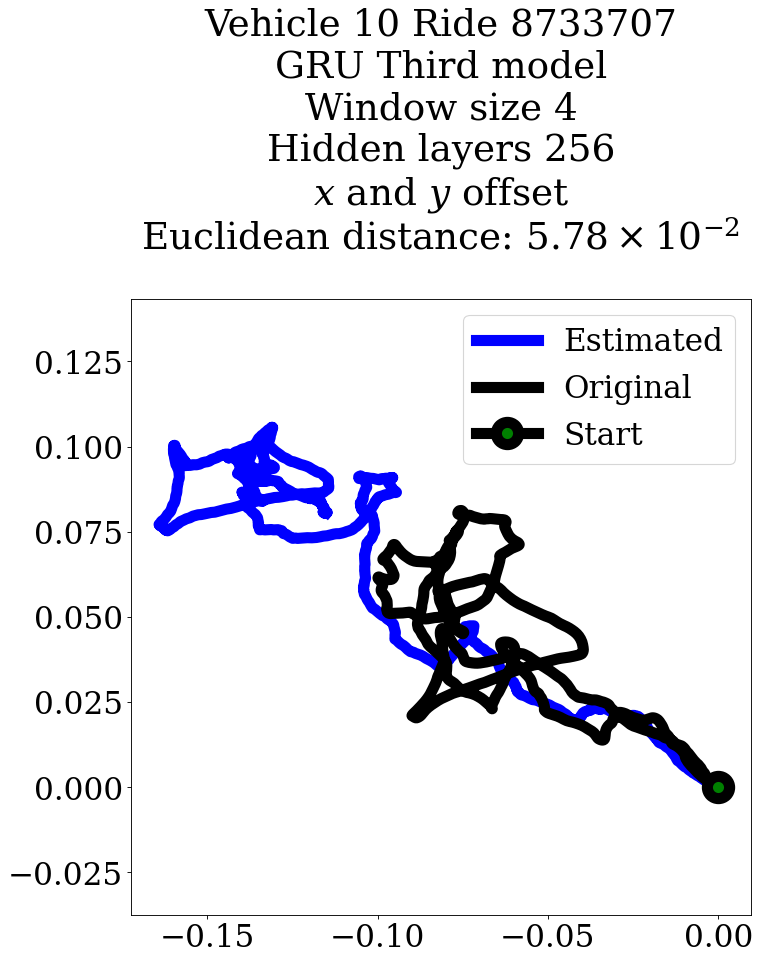 Vehicle 10 Ride 8733707
GRU Third model
Window size 4
Hidden layers 256
x and y offset
Euclidean distance: 5.78 × 10⁻²
Estimated
Original
Start
0.125
0.100
0.075
0.050
0.025
0.000
−0.025
−0.15 −0.10 −0.05 0.00